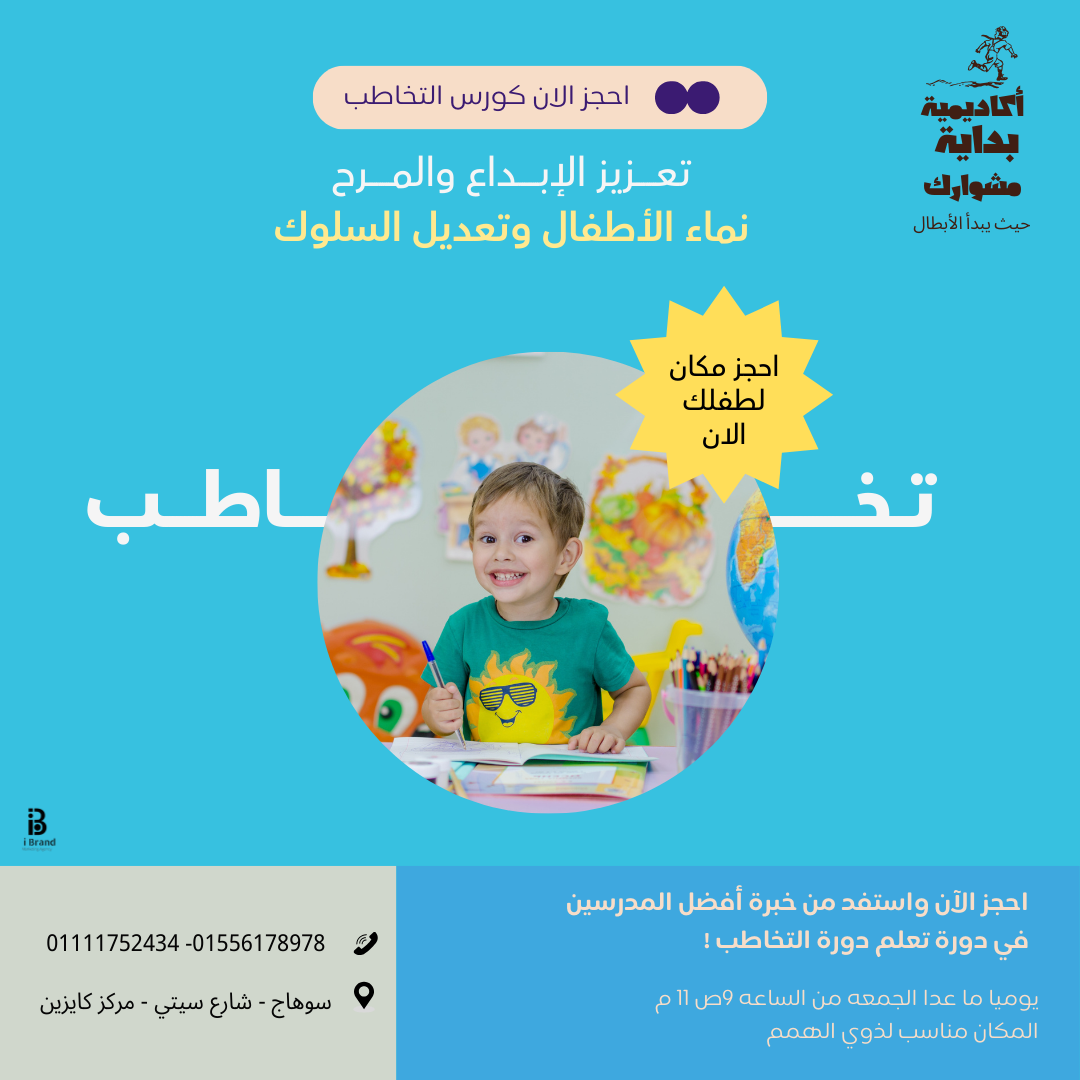 أكاديمية
بداية
مشوارك
حيث يبدأ الأبطال
احجز الان كورس التخاطب
تعـزيز الإبـداع والمـرح
نماء الأطفال وتعديل السلوك
احجز مكان
لطفلك
الان
تخـاطـب
i Brand
احجز الآن واستفد من خبرة أفضل المدرسين
في دورة تعلم دورة التخاطب !
يوميا ما عدا الجمعه من الساعه 9ص 11 م
المكان مناسب لذوي الهمم
01111752434 -01556178978
سوهاج - شارع سيتي - مركز كايزين